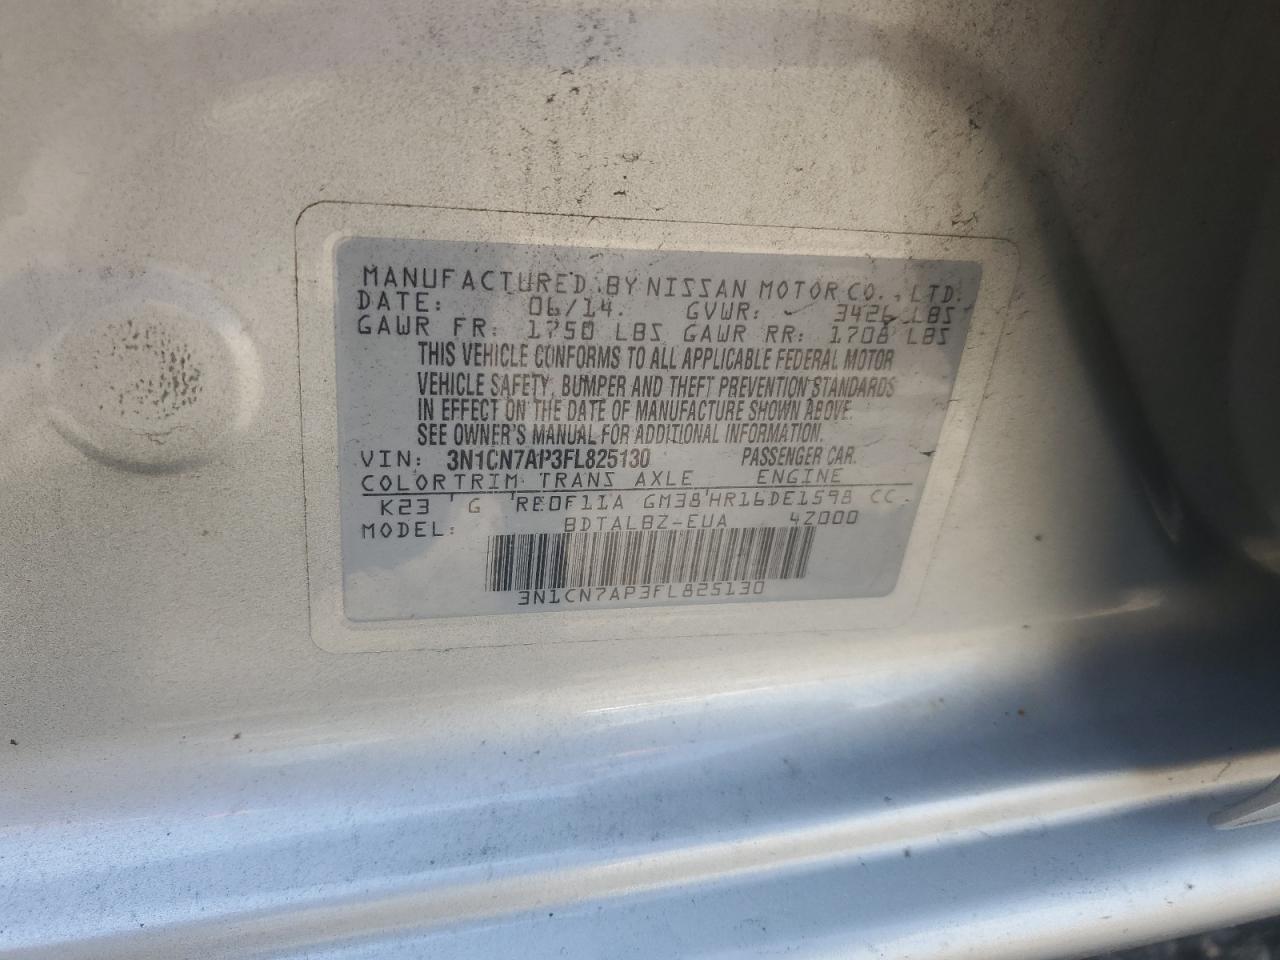 MANUFACTURED BY NISSAN MOTOR CO., LTD.
DATE: 06/14 GVWR: 3426 LBS
GAWR FR: 1750 LBS GAWR RR: 1708 LBS
THIS VEHICLE CONFORMS TO ALL APPLICABLE FEDERAL MOTOR
VEHICLE SAFETY, BUMPER AND THEFT PREVENTION STANDARDS
IN EFFECT ON THE DATE OF MANUFACTURE SHOWN ABOVE.
SEE OWNER'S MANUAL FOR ADDITIONAL INFORMATION.
VIN: 3N1CN7AP3FL825130 PASSENGER CAR.
COLOR TRIM TRANS AXLE ENGINE
K23 G RE0F11A GM38 HR16DE1598 CC
MODEL: BDTALBZ-EUA 4Z000
3N1CN7AP3FL825130